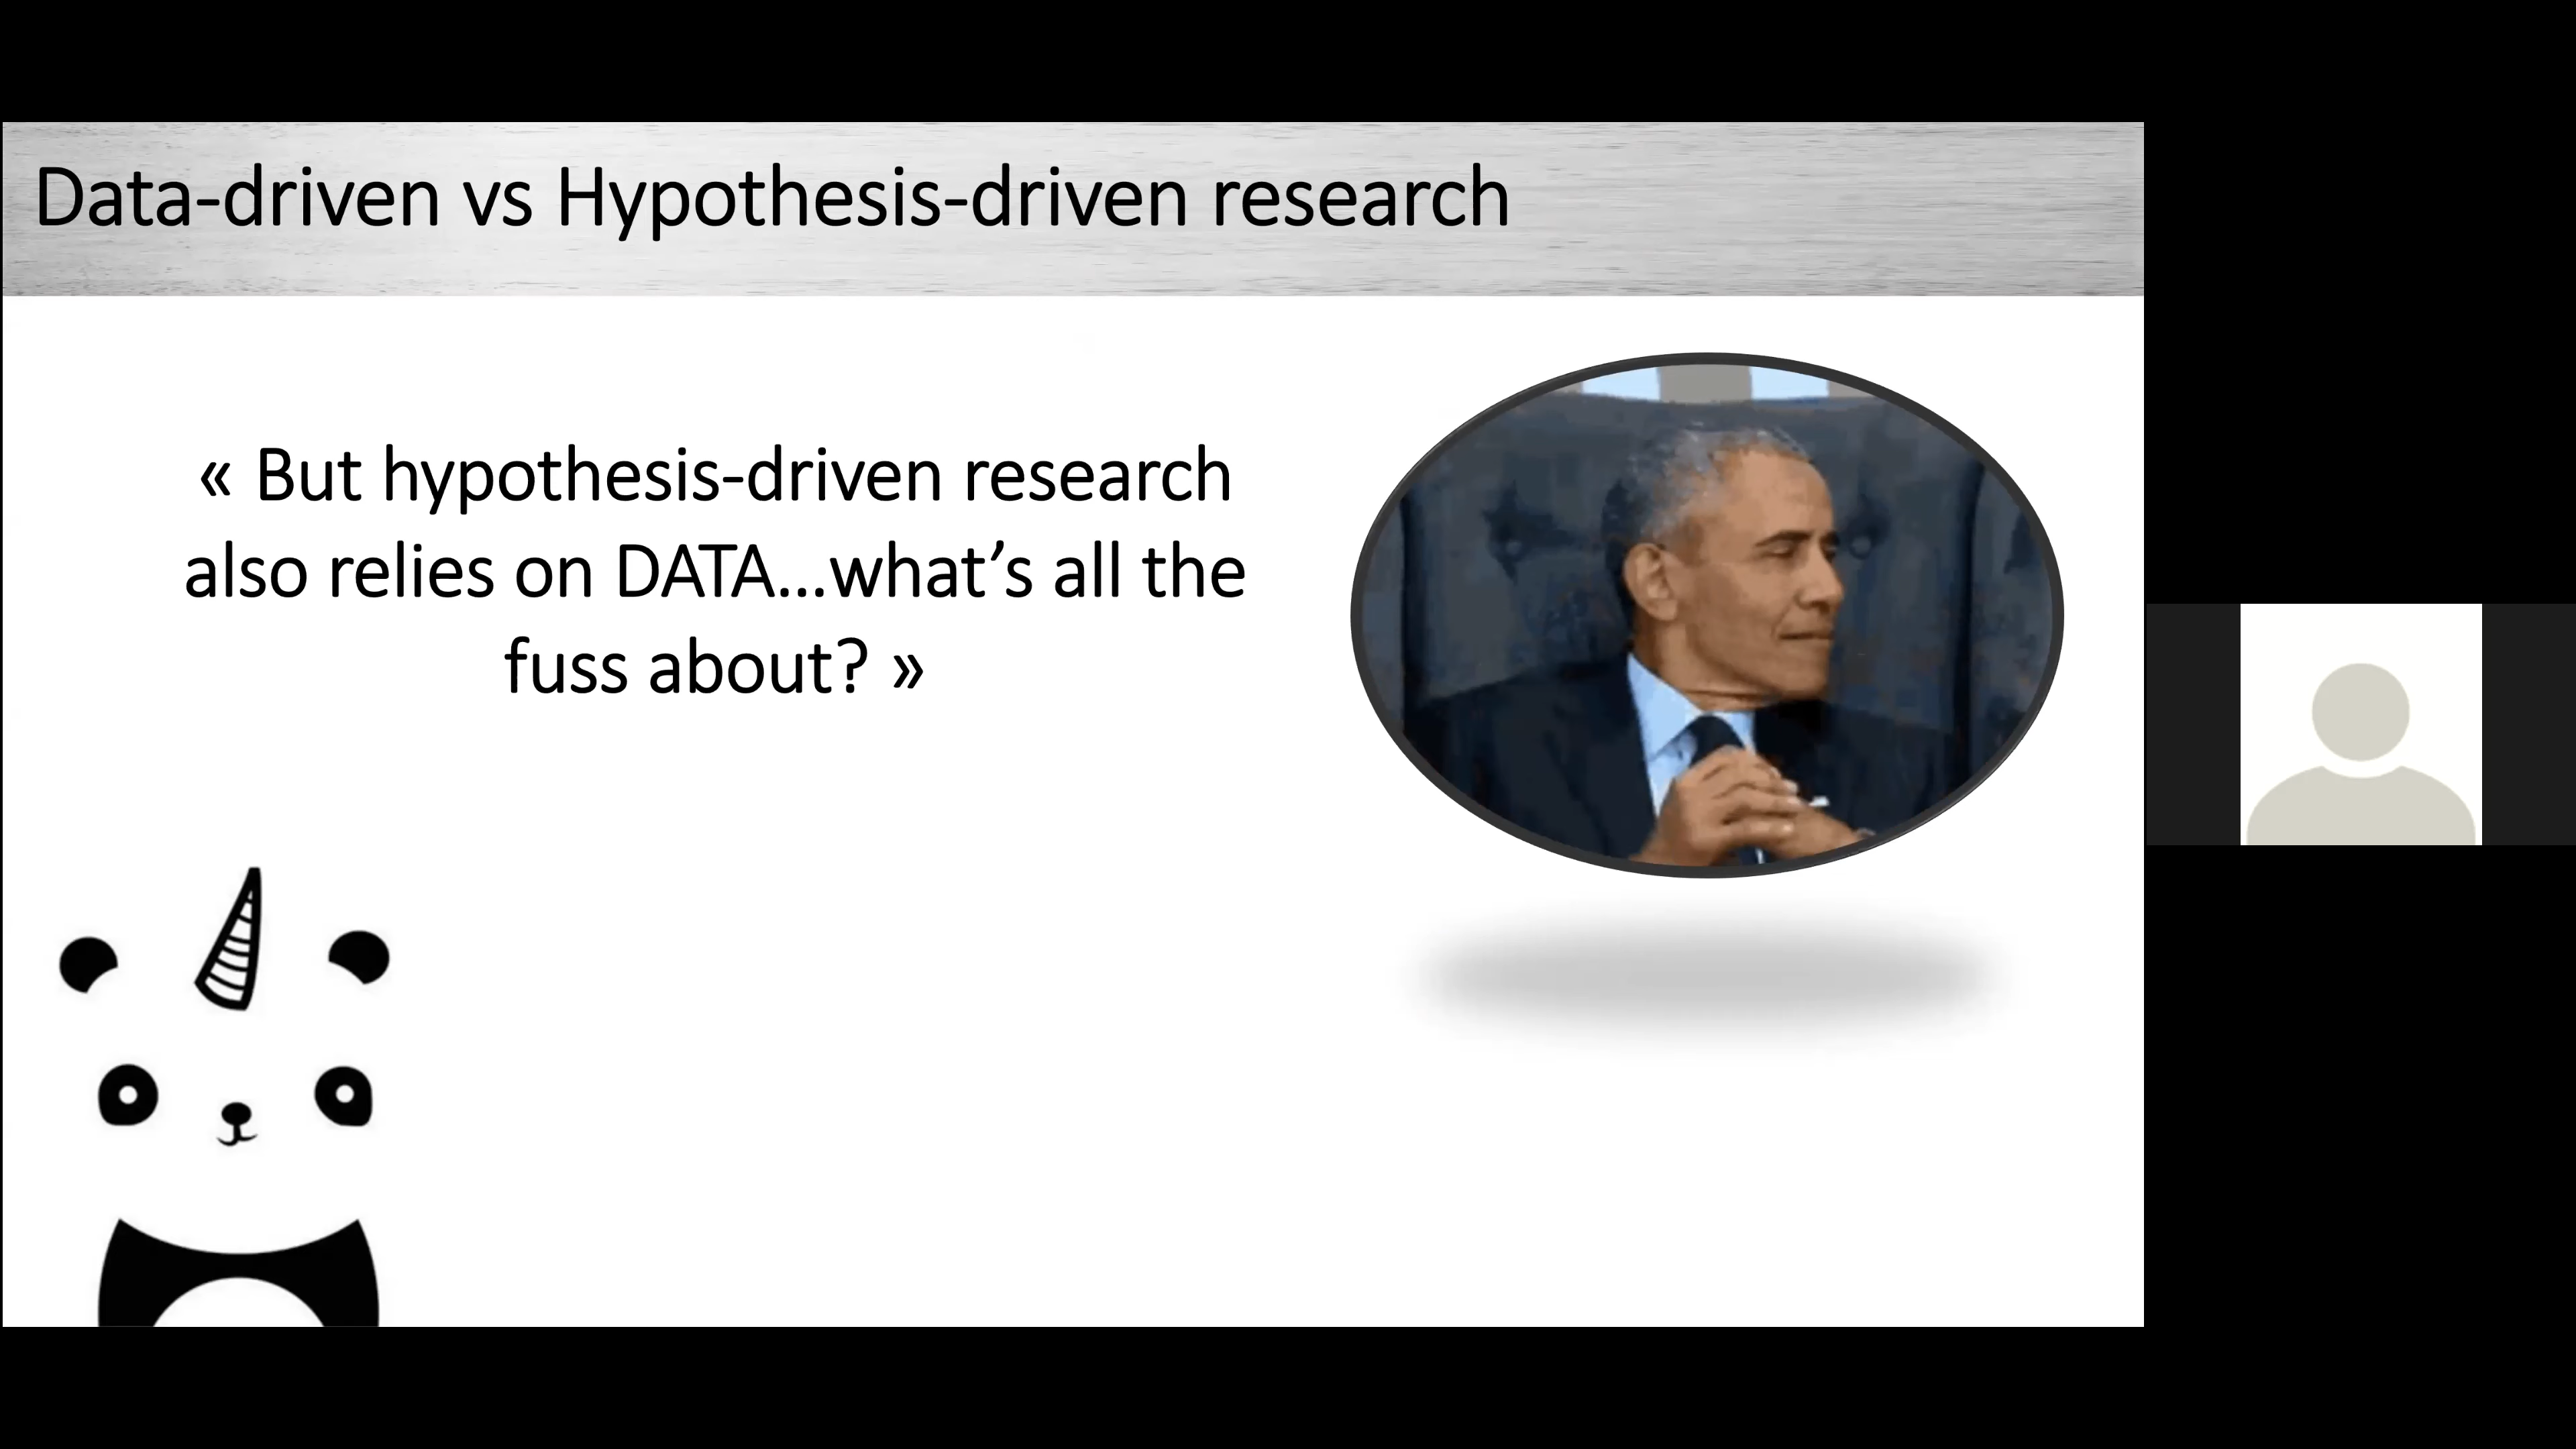 Data-driven vs Hypothesis-driven research
« But hypothesis-driven research
also relies on DATA...what’s all the
fuss about? »